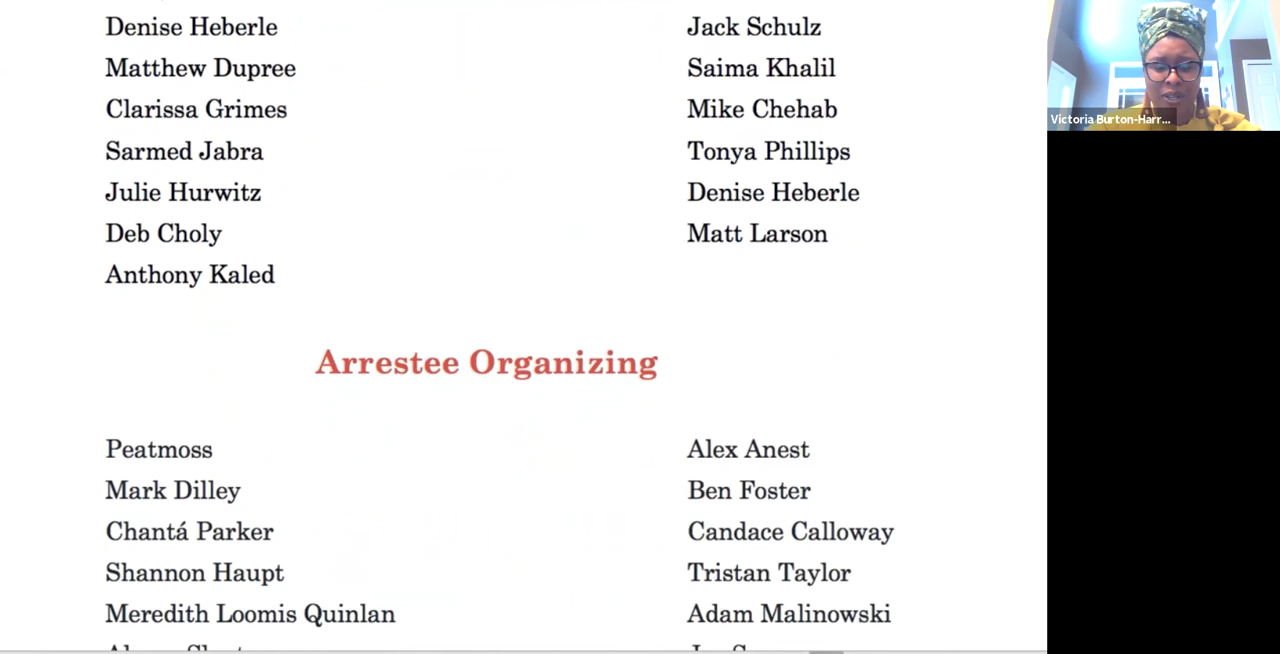 Denise Heberle
Matthew Dupree
Clarissa Grimes
Sarmed Jabra
Julie Hurwitz
Deb Choly
Anthony Kaled
Jack Schulz
Saima Khalil
Mike Chehab
Tonya Phillips
Denise Heberle
Matt Larson
Arrestee Organizing
Peatmoss
Mark Dilley
Chantá Parker
Shannon Haupt
Meredith Loomis Quinlan
Alex Anest
Ben Foster
Candace Calloway
Tristan Taylor
Adam Malinowski
Victoria Burton-Harr...